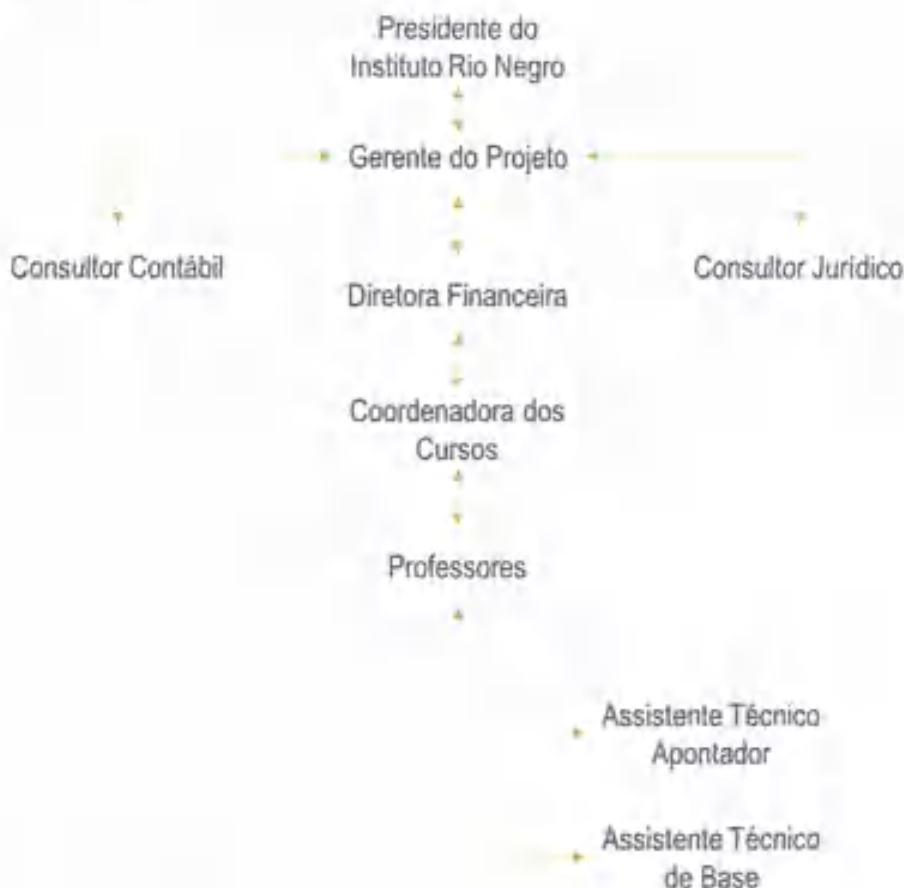 Presidente do
Instituto Rio Negro
Gerente do Projeto
Consultor Contábil
Consultor Jurídico
Diretora Financeira
Coordenadora dos
Cursos
Professores
Assistente Técnico
Apontador
Assistente Técnico
de Base